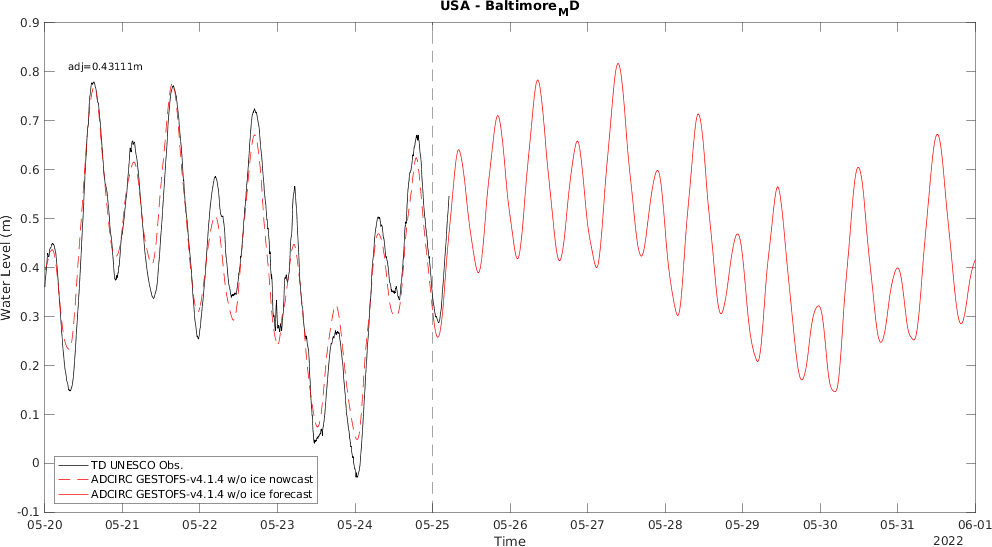 USA - Baltimore_MD
adj=0.43111m
0.9
0.8
0.7
0.6
0.5
0.4
0.3
0.2
0.1
0
-0.1
Water Level (m)
TD UNESCO Obs.
ADCIRC GESTOFS-v4.1.4 w/o ice nowcast
ADCIRC GESTOFS-v4.1.4 w/o ice forecast
05-20 05-21 05-22 05-23 05-24 05-25 05-26 05-27 05-28 05-29 05-30 05-31 06-01
Time
2022